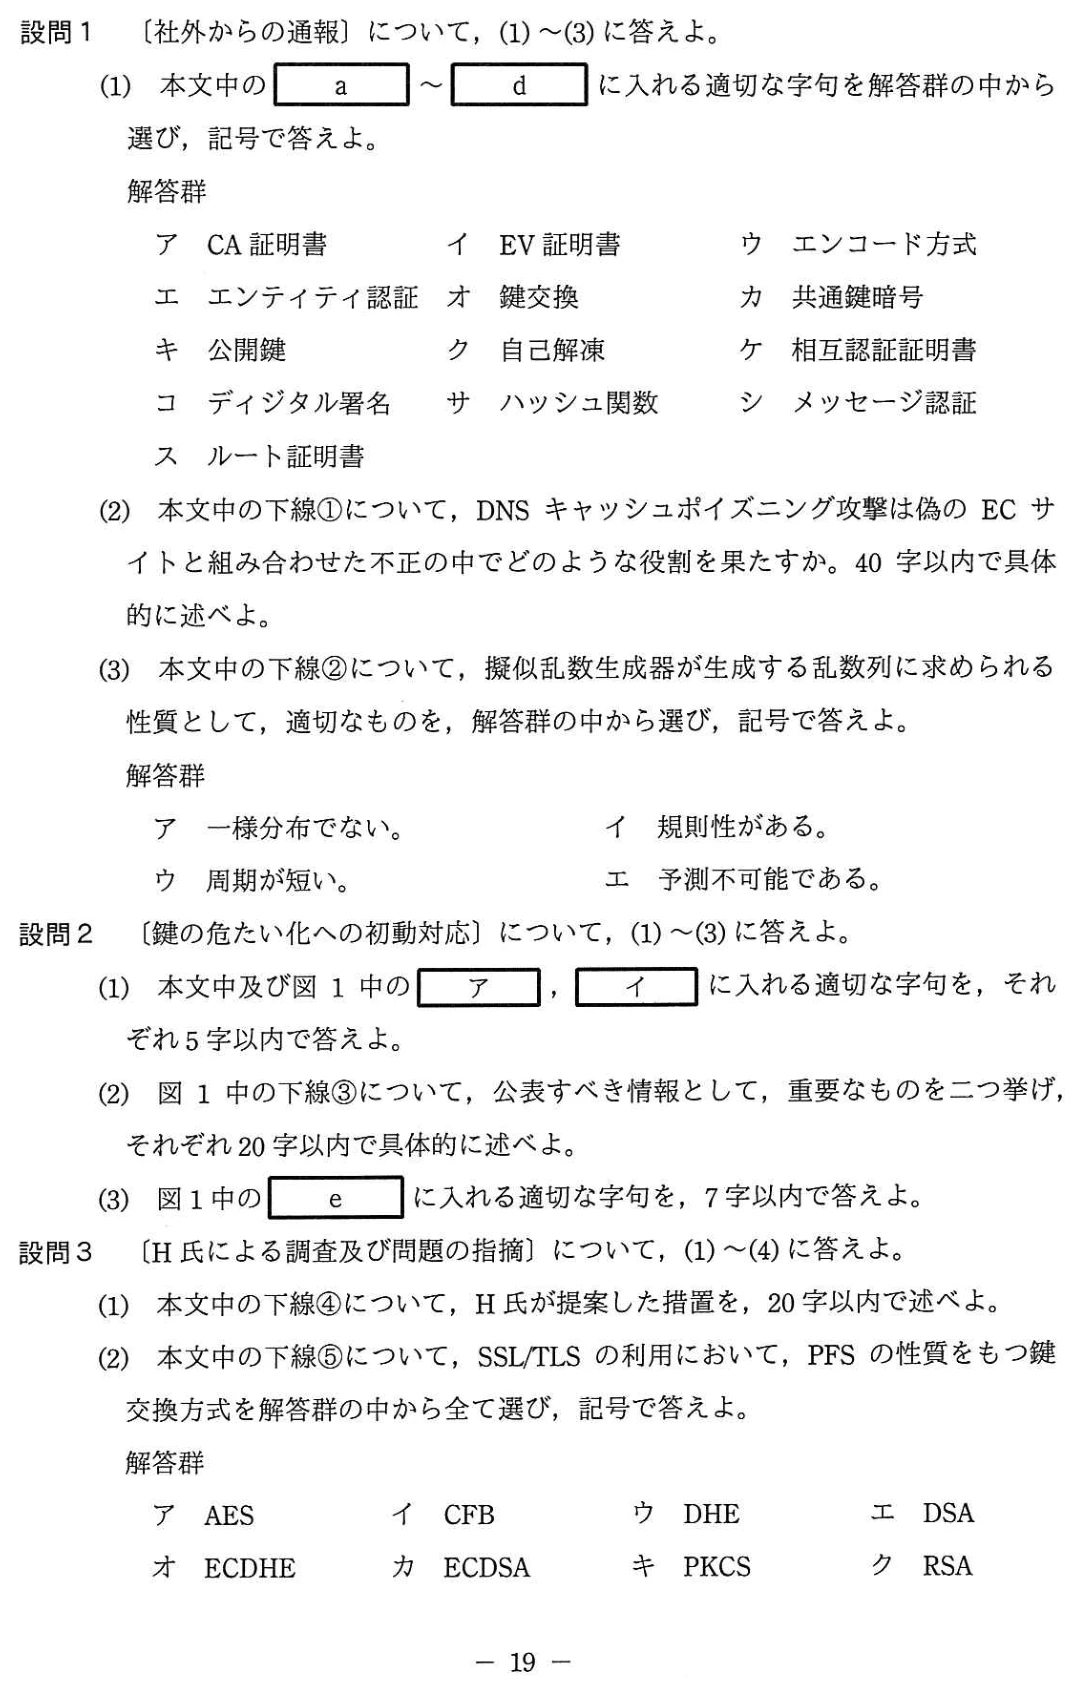 設問1 〔社外からの通報〕について，(1)～(3)に答えよ。
(1) 本文中の a ～ d に入れる適切な字句を解答群の中から
選び，記号で答えよ。
解答群
ア CA 証明書 イ EV 証明書 ウ エンコード方式
エ エンティティ認証 オ 鍵交換 カ 共通鍵暗号
キ 公開鍵 ク 自己解凍 ケ 相互認証証明書
コ ディジタル署名 サ ハッシュ関数 シ メッセージ認証
ス ルート証明書
(2) 本文中の下線①について，DNS キャッシュポイズニング攻撃は偽の EC サ
イトと組み合わせた不正の中でどのような役割を果たすか。40 字以内で具体
的に述べよ。
(3) 本文中の下線②について，擬似乱数生成器が生成する乱数列に求められる
性質として，適切なものを，解答群の中から選び，記号で答えよ。
解答群
ア 一様分布でない。 イ 規則性がある。
ウ 周期が短い。 エ 予測不可能である。
設問2 〔鍵の危たい化への初動対応〕について，(1)～(3)に答えよ。
(1) 本文中及び図 1 中の ア ， イ に入れる適切な字句を，それ
ぞれ5字以内で答えよ。
(2) 図 1 中の下線③について，公表すべき情報として，重要なものを二つ挙げ，
それぞれ20字以内で具体的に述べよ。
(3) 図1中の e に入れる適切な字句を，7字以内で答えよ。
設問3 〔H氏による調査及び問題の指摘〕について，(1)～(4)に答えよ。
(1) 本文中の下線④について，H氏が提案した措置を，20字以内で述べよ。
(2) 本文中の下線⑤について，SSL/TLS の利用において，PFS の性質をもつ鍵
交換方式を解答群の中から全て選び，記号で答えよ。
解答群
ア AES イ CFB ウ DHE エ DSA
オ ECDHE カ ECDSA キ PKCS ク RSA
－ 19 －